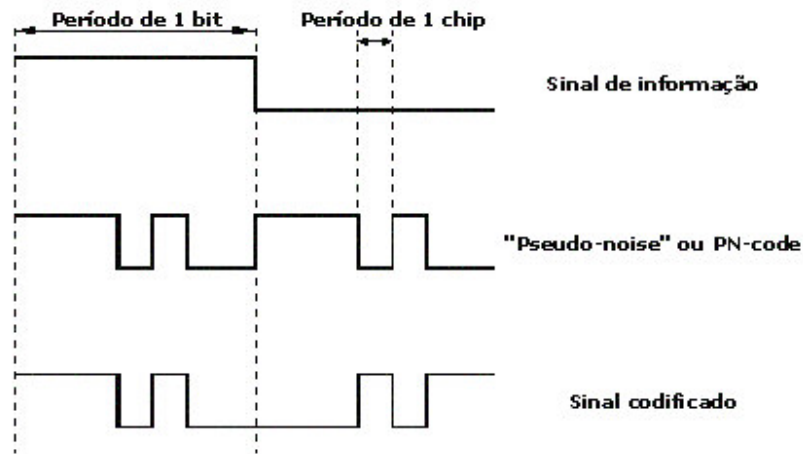 Período de 1 bit
Período de 1 chip
Sinal de informação
"Pseudo-noise" ou PN-code
Sinal codificado